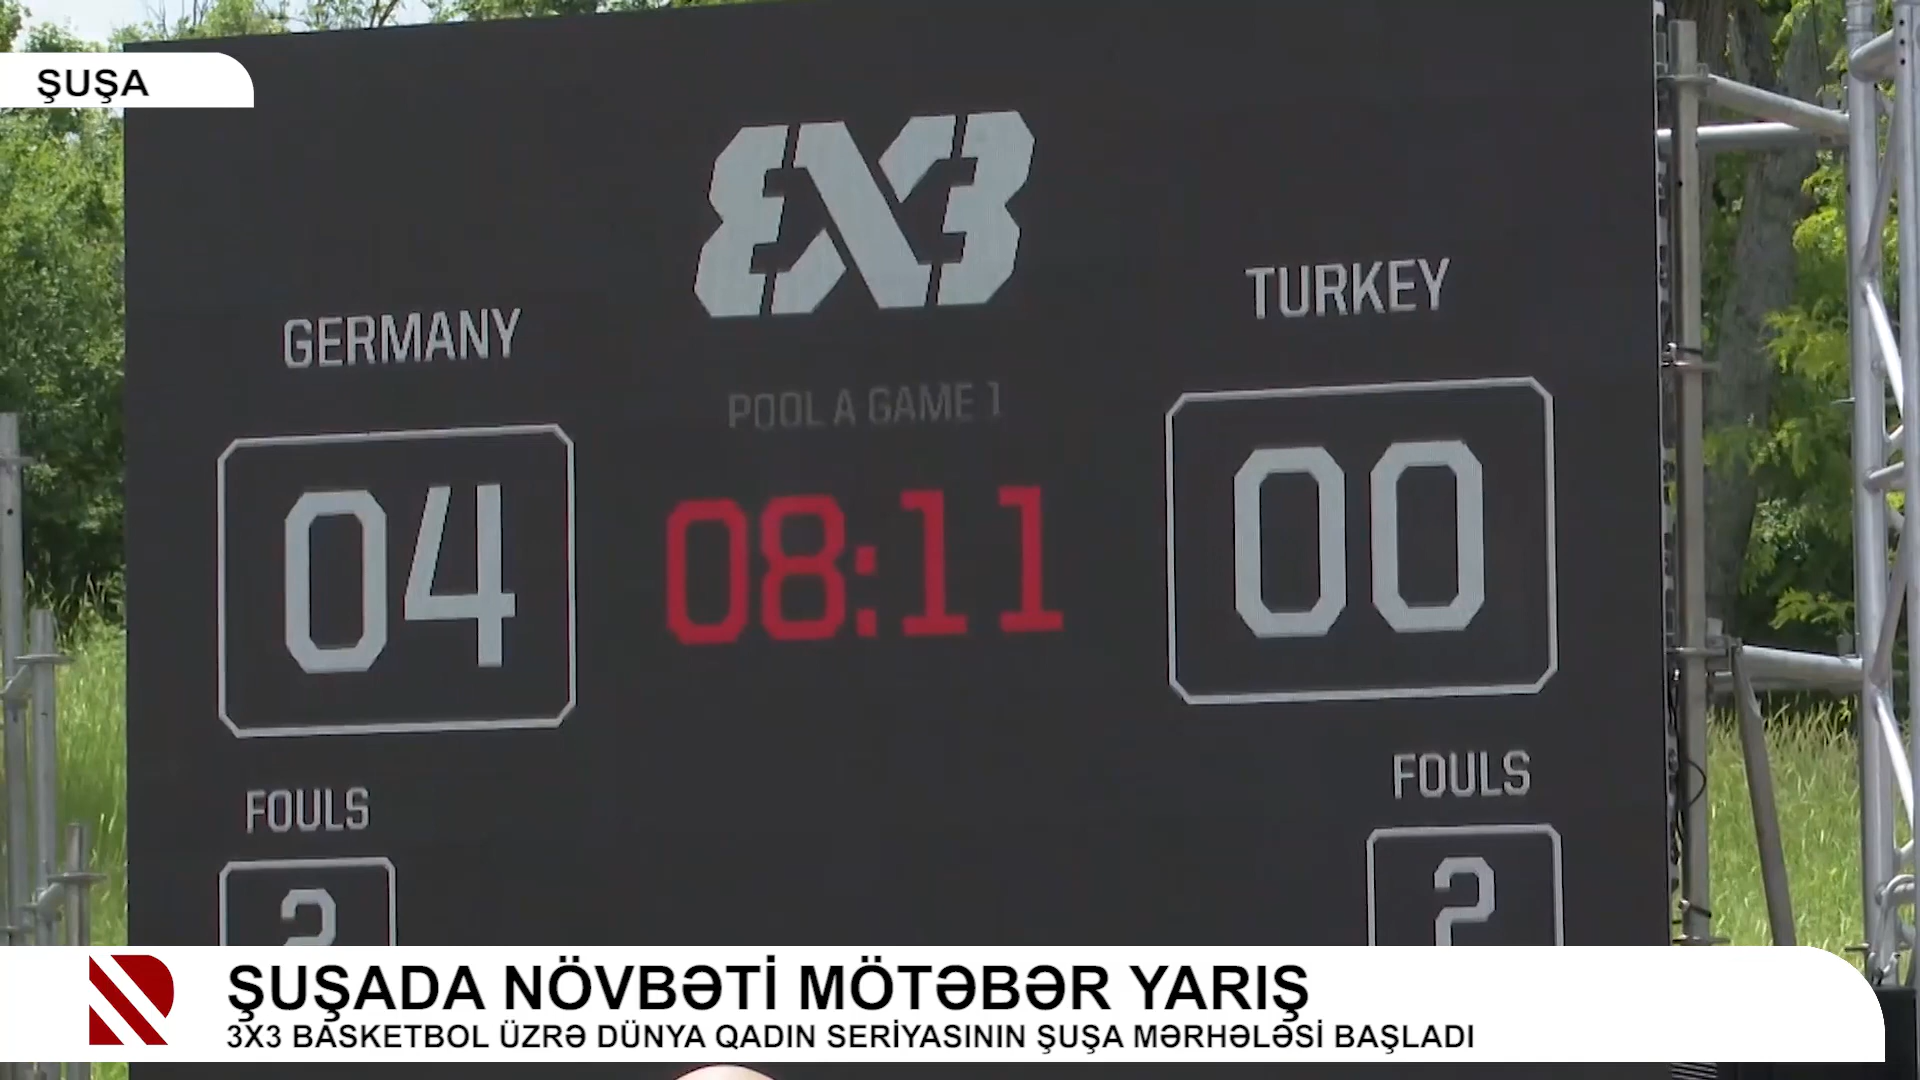 ŞUŞA
3X3
GERMANY
TURKEY
POOL A GAME 1
04
08:11
00
FOULS
FOULS
2
2
ŞUŞADA NÖVBƏTİ MÖTƏBƏR YARIŞ
3X3 BASKETBOL ÜZRƏ DÜNYA QADIN SERİYASININ ŞUŞA MƏRHƏLƏSİ BAŞLADI